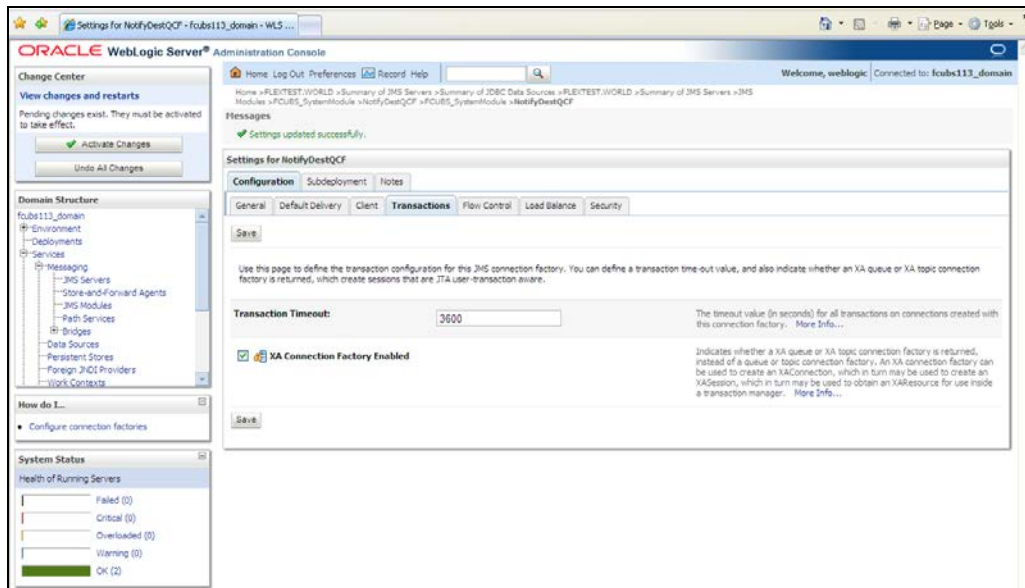 Settings for NotifyDestQCF - fcubs113_domain - WLS ...
Page
Tools
ORACLE WebLogic Server® Administration Console
Change Center
View changes and restarts
Pending changes exist. They must be activated
to take effect.
Activate Changes
Undo All Changes
Domain Structure
fcubs113_domain
Environment
Deployments
Services
Messaging
JMS Servers
Store-and-Forward Agents
JMS Modules
Path Services
Bridges
Data Sources
Persistent Stores
Foreign JNDI Providers
Work Contexts
How do I...
Configure connection factories
System Status
Health of Running Servers
Failed (0)
Critical (0)
Overloaded (0)
Warning (0)
OK (2)
Home Log Out Preferences Record Help
Welcome, weblogic Connected to: fcubs113_domain
Home >FLEXTEST.WORLD >Summary of JMS Servers >Summary of JDBC Data Sources >FLEXTEST.WORLD >Summary of JMS Servers >JMS
Modules >FCUBS_SystemModule >NotifyDestQCF >FCUBS_SystemModule >NotifyDestQCF
Messages
Settings updated successfully.
Settings for NotifyDestQCF
Configuration Subdeployment Notes
General Default Delivery Client Transactions Flow Control Load Balance Security
Save
Use this page to define the transaction configuration for this JMS connection factory. You can define a transaction time-out value, and also indicate whether an XA queue or XA topic connection
factory is returned, which create sessions that are JTA user-transaction aware.
Transaction Timeout:
3600
The timeout value (in seconds) for all transactions on connections created with
this connection factory. More Info...
XA Connection Factory Enabled
Indicates whether a XA queue or XA topic connection factory is returned,
instead of a queue or topic connection factory. An XA connection factory can
be used to create an XAConnection, which in turn may be used to create an
XASession, which in turn may be used to obtain an XAResource for use inside
a transaction manager. More Info...
Save